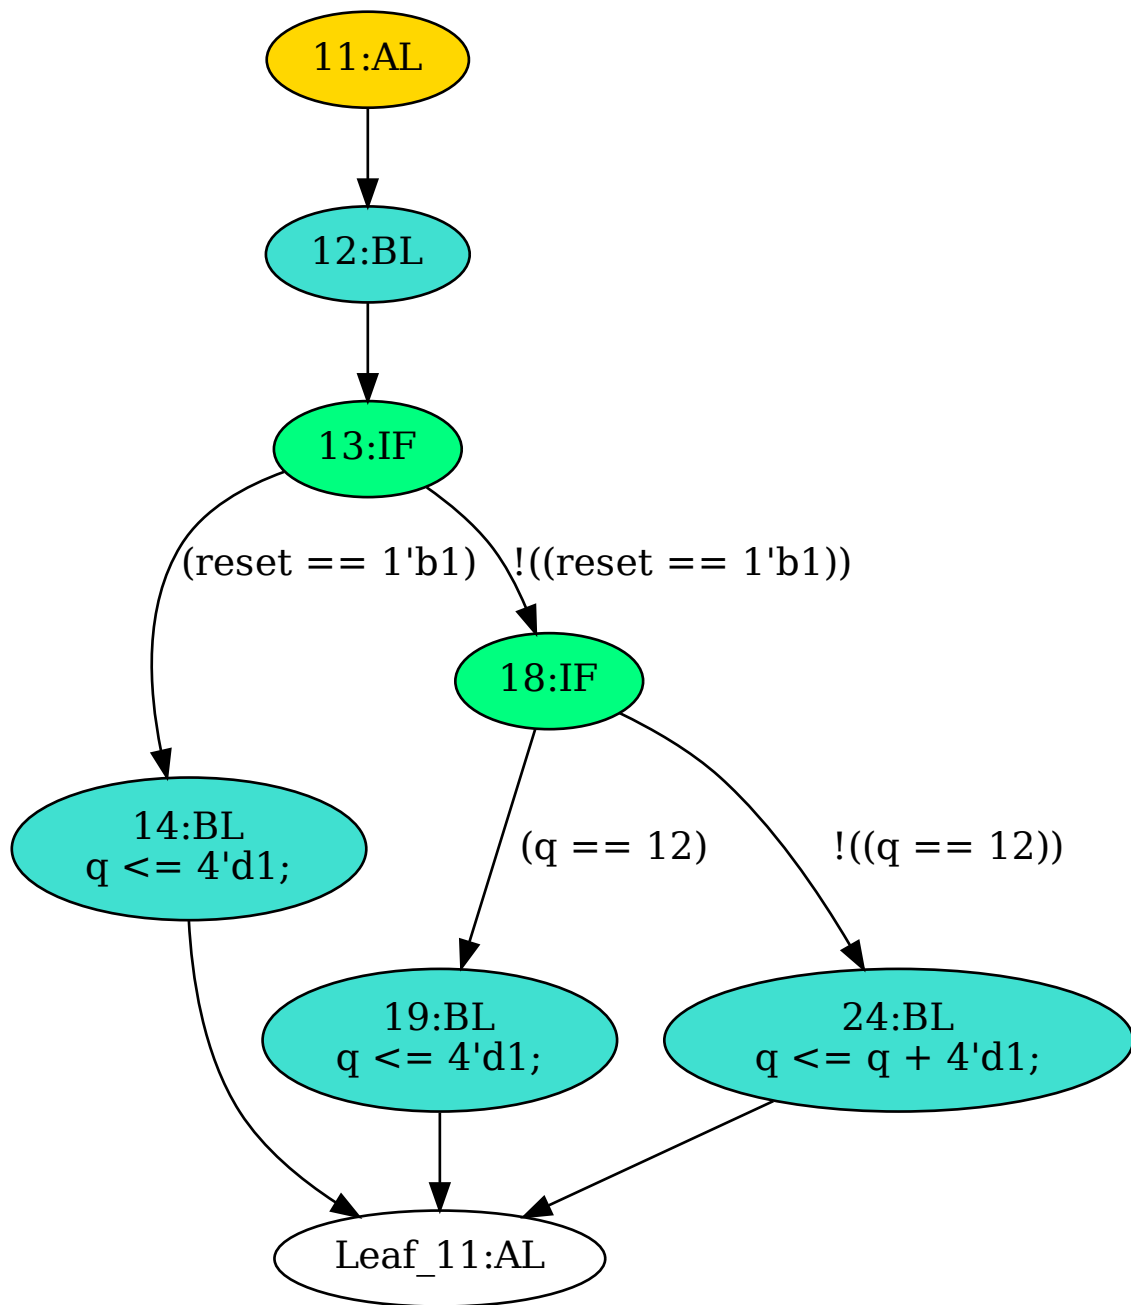 11:AL
12:BL
13:IF
(reset == 1'b1)
!((reset == 1'b1))
18:IF
14:BL
q <= 4'd1;
(q == 12)
!((q == 12))
19:BL
q <= 4'd1;
24:BL
q <= q + 4'd1;
Leaf_11:AL